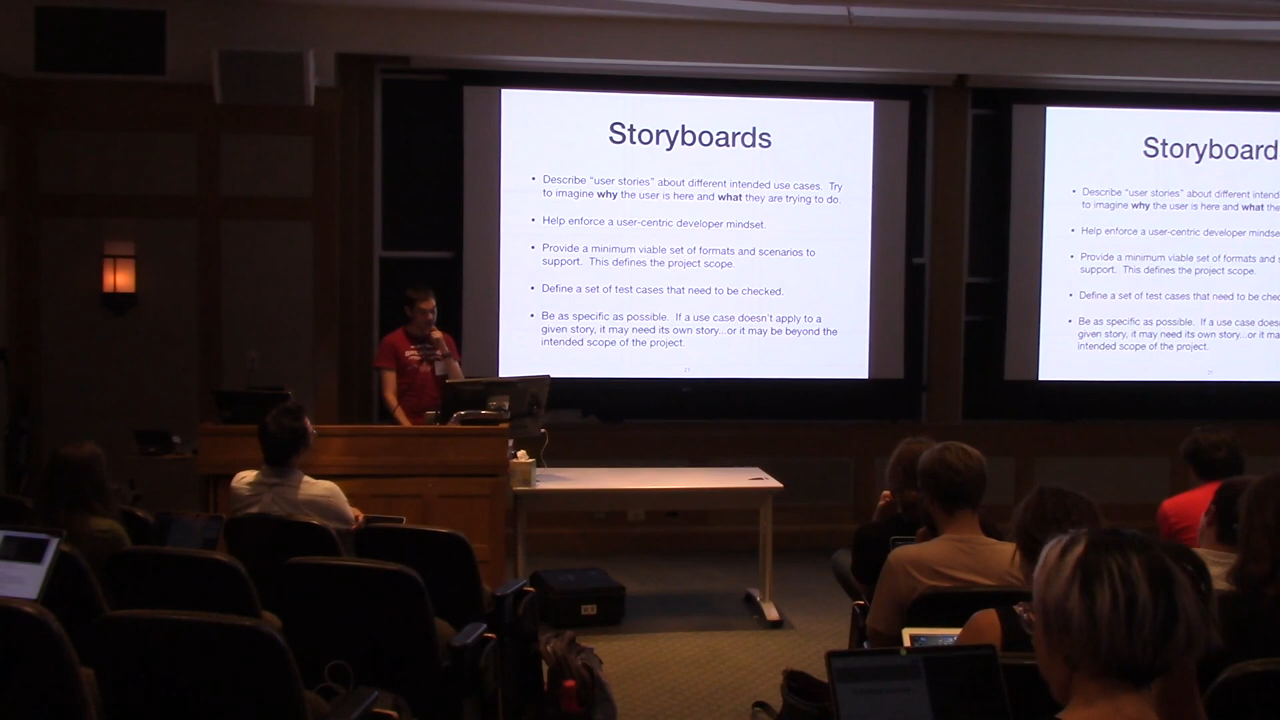 Storyboards
• Describe “user stories” about different intended use cases. Try
to imagine why the user is here and what they are trying to do.
• Help enforce a user-centric developer mindset.
• Provide a minimum viable set of formats and scenarios to
support. This defines the project scope.
• Define a set of test cases that need to be checked.
• Be as specific as possible. If a use case doesn't apply to a
given story, it may need its own story...or it may be beyond the
intended scope of the project.
21
Storyboard
• Describe “user stories” about different intend
to imagine why the user is here and what the
• Help enforce a user-centric developer mindse
• Provide a minimum viable set of formats and s
support. This defines the project scope.
• Define a set of test cases that need to be chec
• Be as specific as possible. If a use case does
given story, it may need its own story...or it ma
intended scope of the project.
21